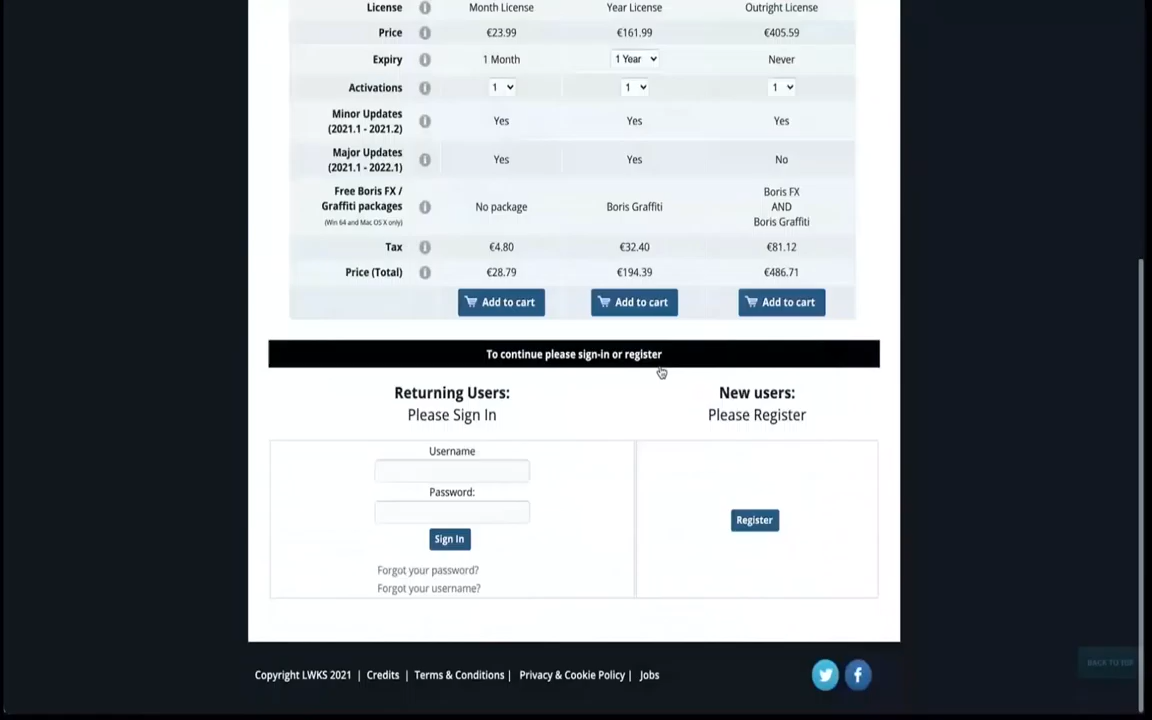 License Month License Year License Outright License
Price €23.99 €161.99 €405.59
Expiry 1 Month 1 Year Never
Activations 1 1 1
Minor Updates
(2021.1 - 2021.2) Yes Yes Yes
Major Updates
(2021.1 - 2022.1) Yes Yes No
Free Boris FX /
Graffiti packages
(Win 64 and Mac OS X only)
No package Boris Graffiti
Boris FX
AND
Boris Graffiti
Tax €4.80 €32.40 €81.12
Price (Total) €28.79 €194.39 €486.71
Add to cart Add to cart Add to cart
To continue please sign-in or register
Returning Users:
Please Sign In
Username
Password:
Sign In
Forgot your password?
Forgot your username?
New users:
Please Register
Register
Copyright LWKS 2021 | Credits | Terms & Conditions | Privacy & Cookie Policy | Jobs
BACK TO TOP